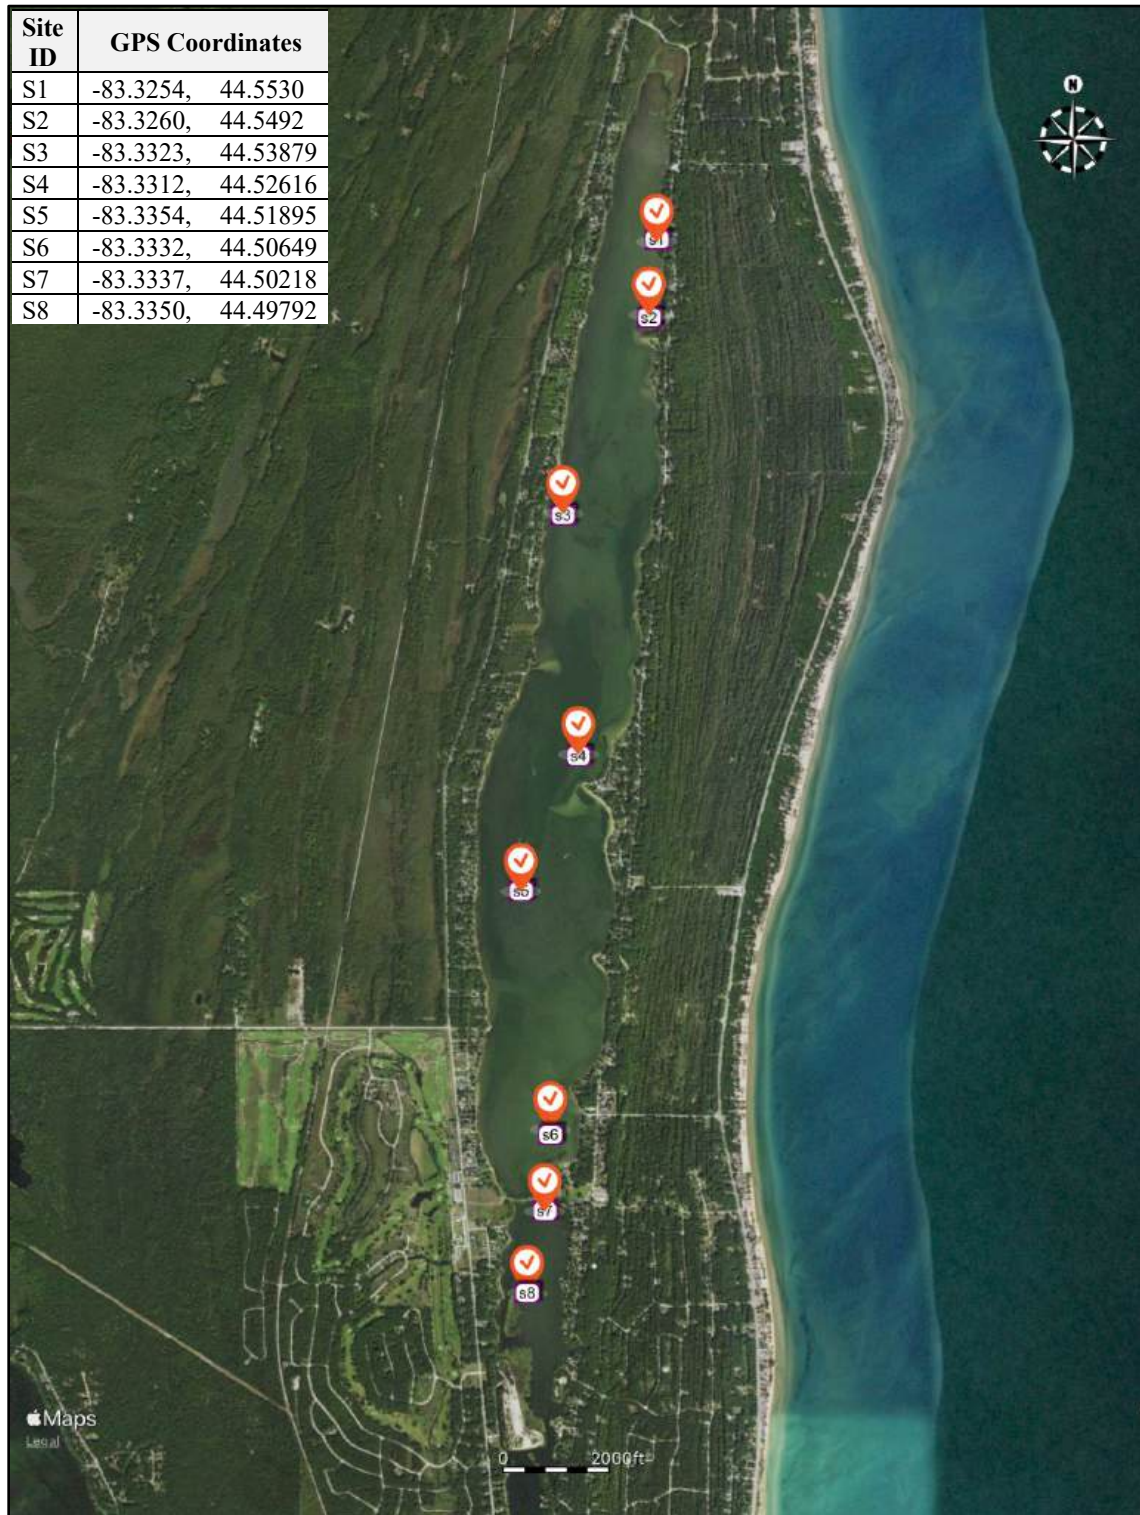 Site ID GPS Coordinates
S1 -83.3254, 44.5530
S2 -83.3260, 44.5492
S3 -83.3323, 44.53879
S4 -83.3312, 44.52616
S5 -83.3354, 44.51895
S6 -83.3332, 44.50649
S7 -83.3337, 44.50218
S8 -83.3350, 44.49792
N
s1
s2
s3
s4
s5
s6
s7
s8
Maps
Legal
0 2000ft